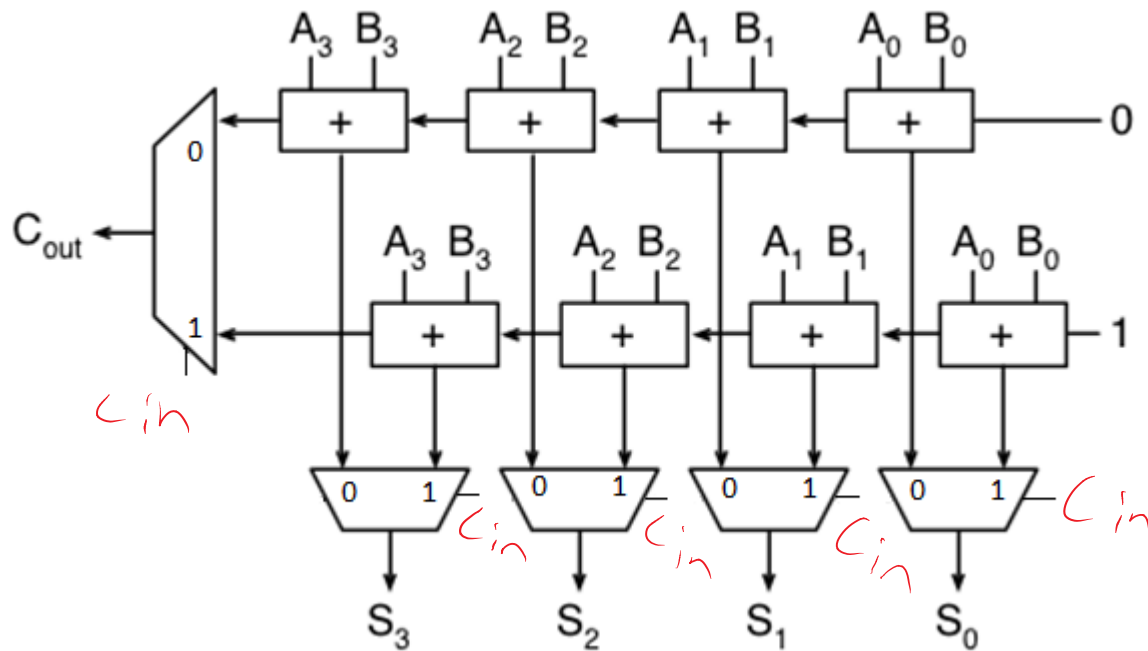 A₃ B₃ A₂ B₂ A₁ B₁ A₀ B₀
+ + + + 0
0
C_out
A₃ B₃ A₂ B₂ A₁ B₁ A₀ B₀
1 + + + + 1
Cin
0 1 0 1 0 1 0 1
Cin Cin Cin Cin
S₃ S₂ S₁ S₀